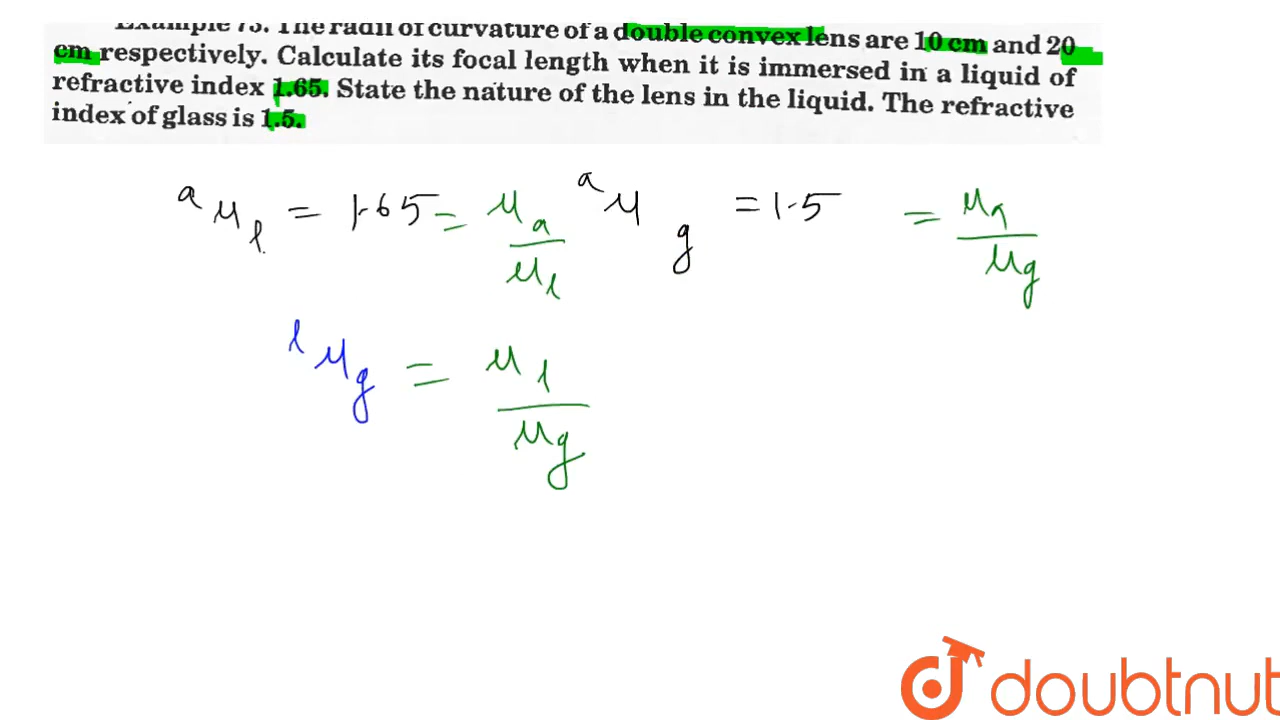 Example 73. The radii of curvature of a double convex lens are 10 cm and 20
cm respectively. Calculate its focal length when it is immersed in a liquid of
refractive index 1.65. State the nature of the lens in the liquid. The refractive
index of glass is 1.5.
ᵃμₗ = 1.65 = μₐ/μₗ ᵃμg = 1.5 = μₐ/μg
ˡμg = μₗ/μg
doubtnut